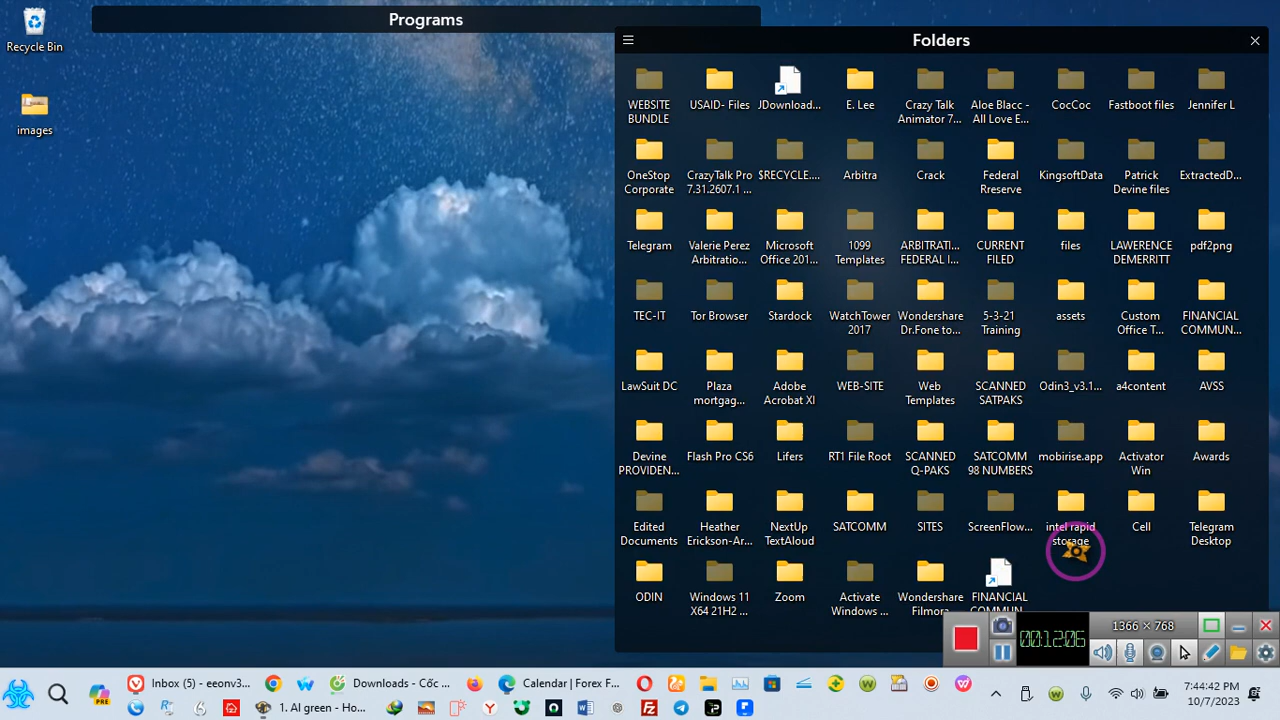 Programs
Recycle Bin
images
Folders
WEBSITE
BUNDLE
USAID- Files
JDownload...
E. Lee
Crazy Talk
Animator 7...
Aloe Blacc -
All Love E...
CocCoc
Fastboot files
Jennifer L
OneStop
Corporate
CrazyTalk Pro
7.31.2607.1 ...
$RECYCLE....
Arbitra
Crack
Federal
Rreserve
KingsoftData
Patrick
Devine files
ExtractedD...
Telegram
Valerie Perez
Arbitratio...
Microsoft
Office 201...
1099
Templates
ARBITRATI...
FEDERAL I...
CURRENT
FILED
files
LAWERENCE
DEMERRITT
pdf2png
TEC-IT
Tor Browser
Stardock
WatchTower
2017
Wondershare
Dr.Fone to...
5-3-21
Training
assets
Custom
Office T...
FINANCIAL
COMMUN...
LawSuit DC
Plaza
mortgag...
Adobe
Acrobat XI
WEB-SITE
Web
Templates
SCANNED
SATPAKS
Odin3_v3.1...
a4content
AVSS
Devine
PROVIDEN...
Flash Pro CS6
Lifers
RT1 File Root
SCANNED
Q-PAKS
SATCOMM
98 NUMBERS
mobirise.app
Activator
Win
Awards
Edited
Documents
Heather
Erickson-Ar...
NextUp
TextAloud
SATCOMM
SITES
ScreenFlow...
intel rapid
storage
Cell
Telegram
Desktop
ODIN
Windows 11
X64 21H2 ...
Zoom
Activate
Windows ...
Wondershare
Filmora
FINANCIAL
COMMUN...
1366 × 768
00:12:06
Inbox (5) - eeonv3...
Downloads - Cốc ...
Calendar | Forex F...
1. AI green - Ho...
PRE
7:44:42 PM
10/7/2023